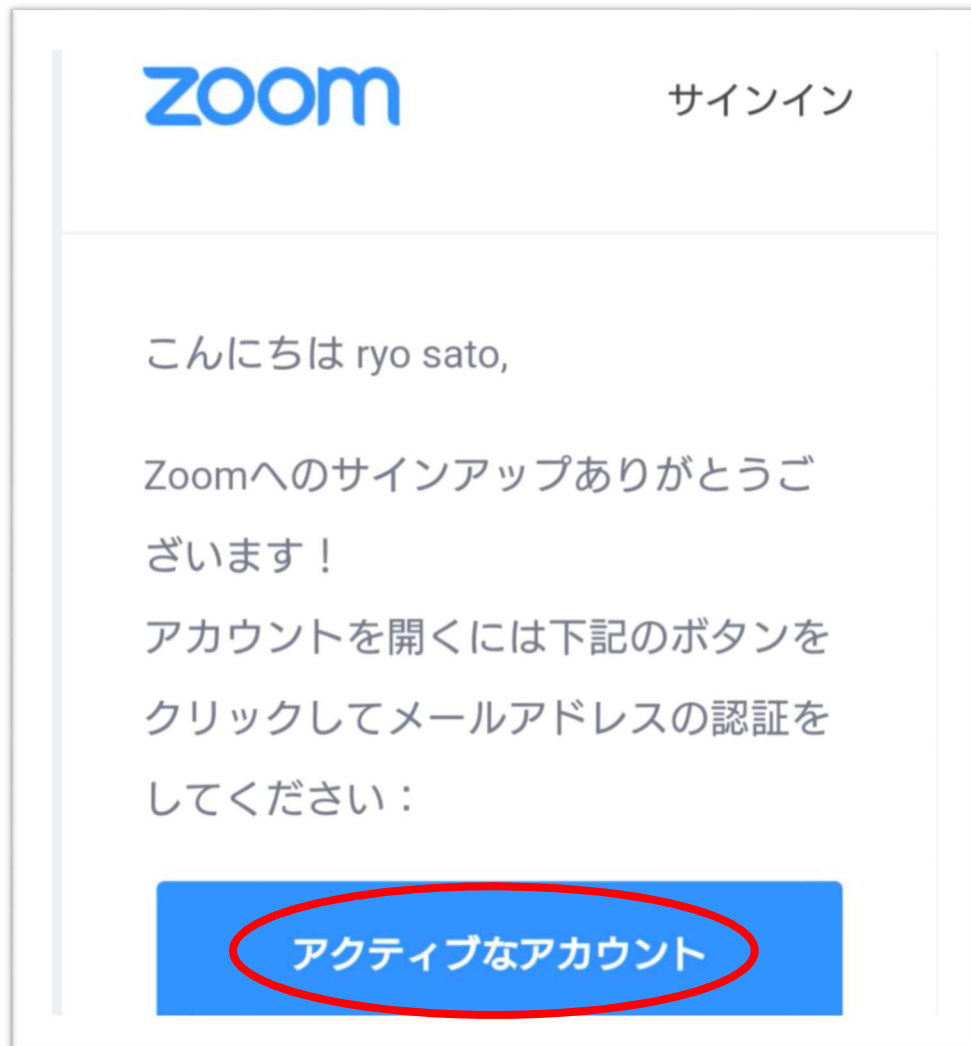 zoom サインイン
こんにちは ryo sato,
Zoomへのサインアップありがとうご
ざいます！
アカウントを開くには下記のボタンを
クリックしてメールアドレスの認証を
してください：
アクティブなアカウント